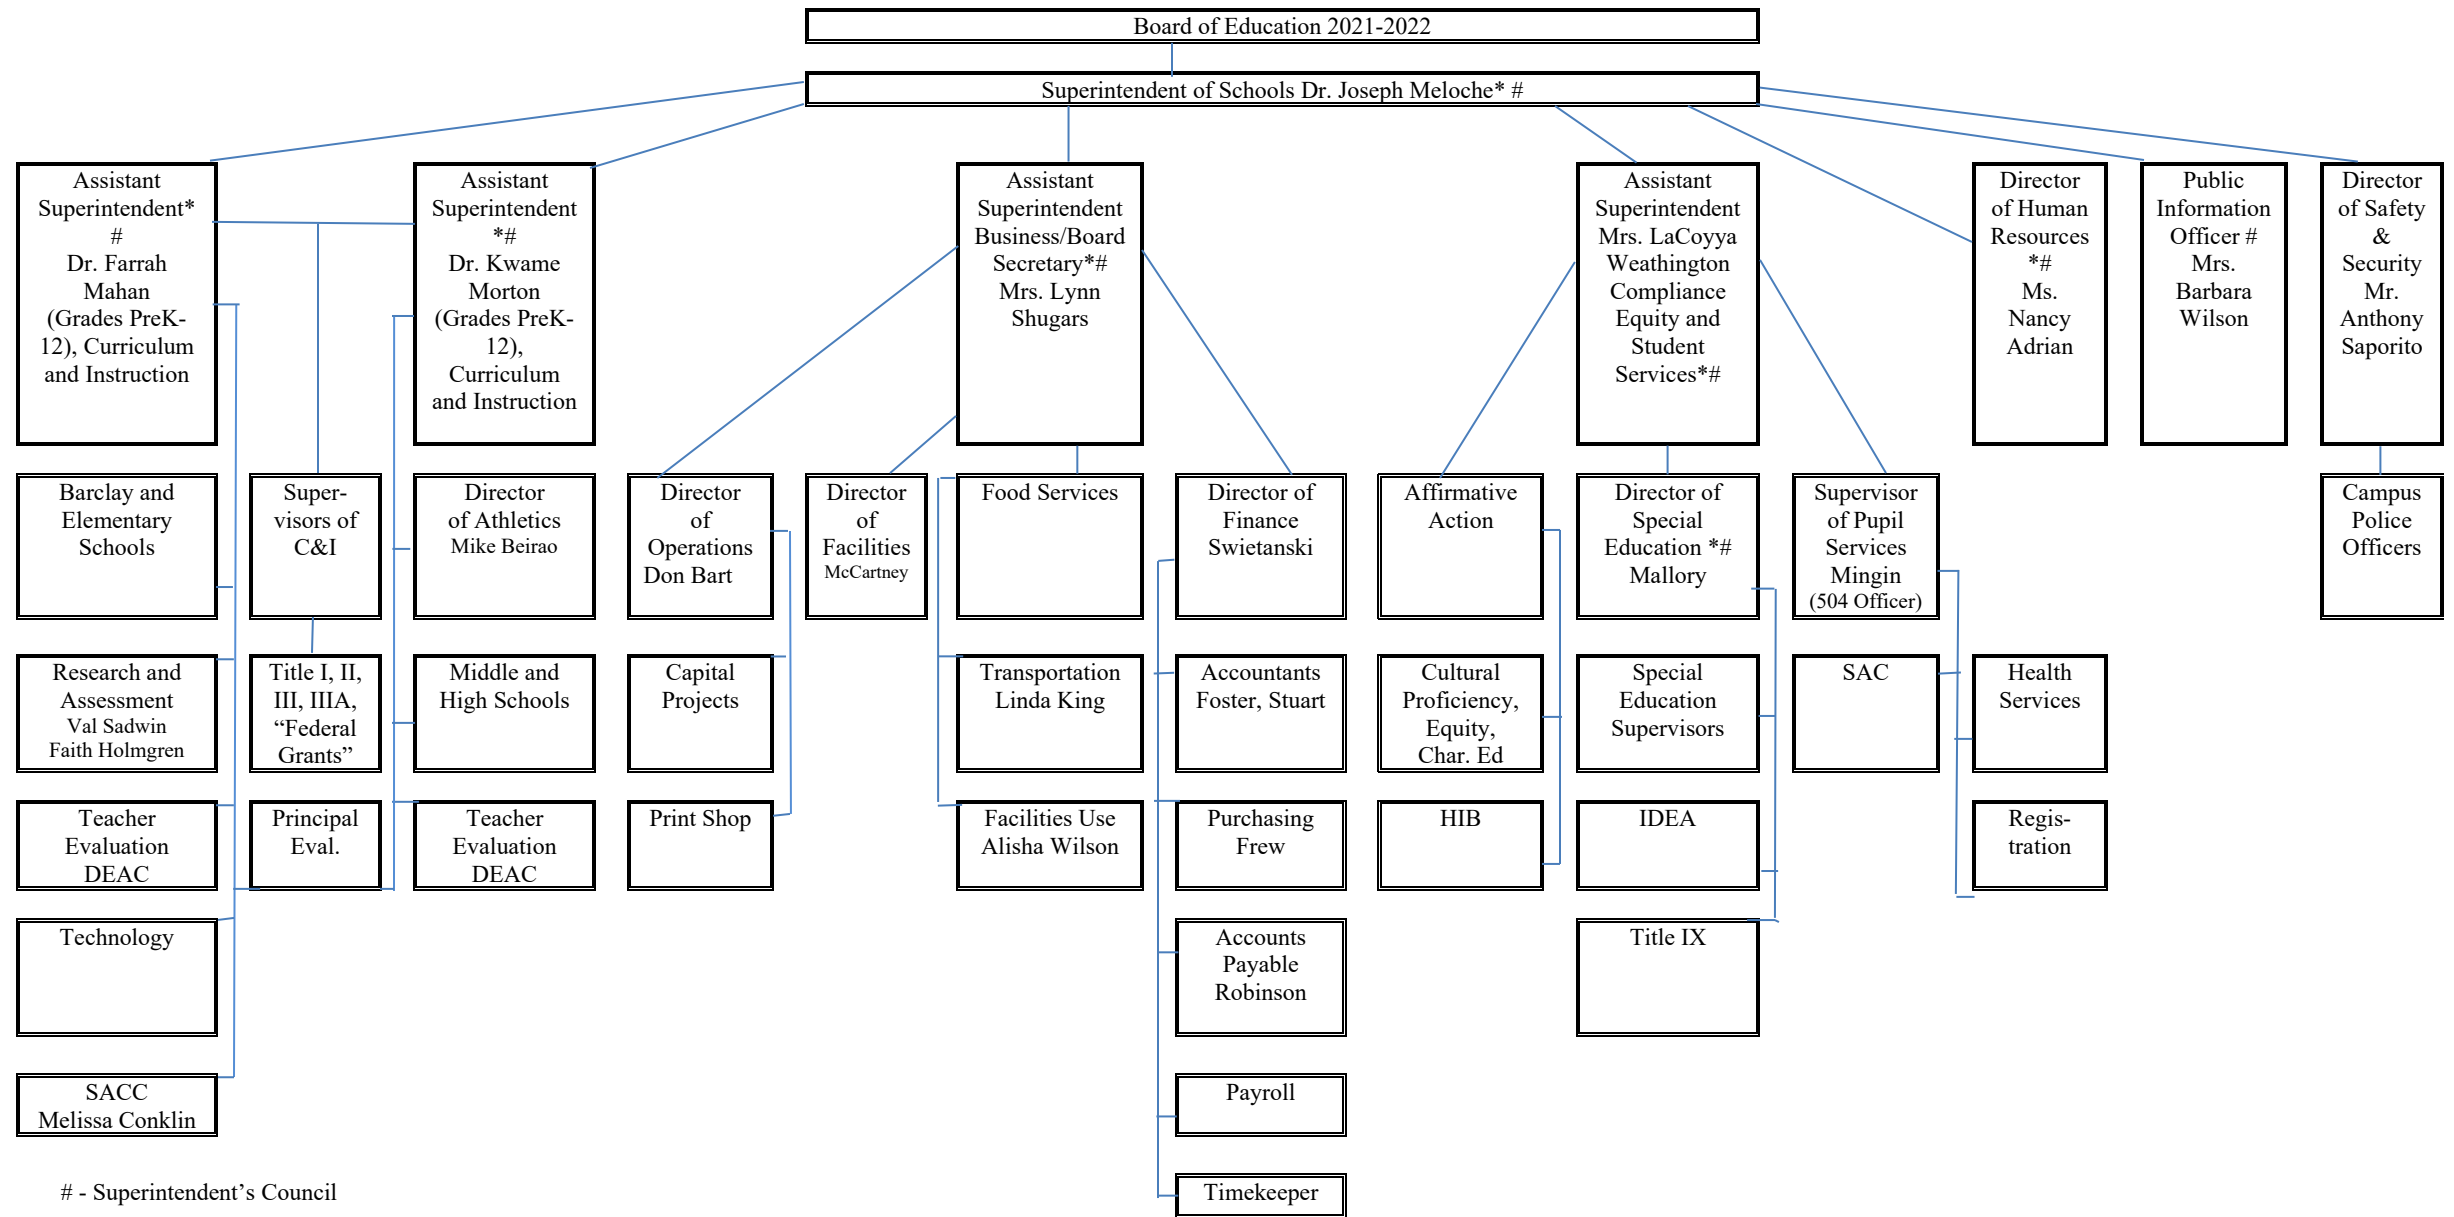 Board of Education 2021-2022
Superintendent of Schools Dr. Joseph Meloche* #
Assistant
Superintendent*
#
Dr. Farrah
Mahan
(Grades PreK-
12), Curriculum
and Instruction
Assistant
Superintendent
*#
Dr. Kwame
Morton
(Grades PreK-
12),
Curriculum
and Instruction
Assistant
Superintendent
Business/Board
Secretary*#
Mrs. Lynn
Shugars
Assistant
Superintendent
Mrs. LaCoyya
Weathington
Compliance
Equity and
Student
Services*#
Director
of Human
Resources
*#
Ms.
Nancy
Adrian
Public
Information
Officer #
Mrs.
Barbara
Wilson
Director
of Safety
&
Security
Mr.
Anthony
Saporito
Barclay and
Elementary
Schools
Super-
visors of
C&I
Director
of Athletics
Mike Beirao
Director
of
Operations
Don Bart
Director
of
Facilities
McCartney
Food Services
Director of
Finance
Swietanski
Affirmative
Action
Director of
Special
Education *#
Mallory
Supervisor
of Pupil
Services
Mingin
(504 Officer)
Campus
Police
Officers
Research and
Assessment
Val Sadwin
Faith Holmgren
Title I, II,
III, IIIA,
“Federal
Grants”
Middle and
High Schools
Capital
Projects
Transportation
Linda King
Accountants
Foster, Stuart
Cultural
Proficiency,
Equity,
Char. Ed
Special
Education
Supervisors
SAC
Health
Services
Teacher
Evaluation
DEAC
Principal
Eval.
Teacher
Evaluation
DEAC
Print Shop
Facilities Use
Alisha Wilson
Purchasing
Frew
HIB
IDEA
Regis-
tration
Technology
Accounts
Payable
Robinson
Title IX
SACC
Melissa Conklin
Payroll
# - Superintendent’s Council
Timekeeper